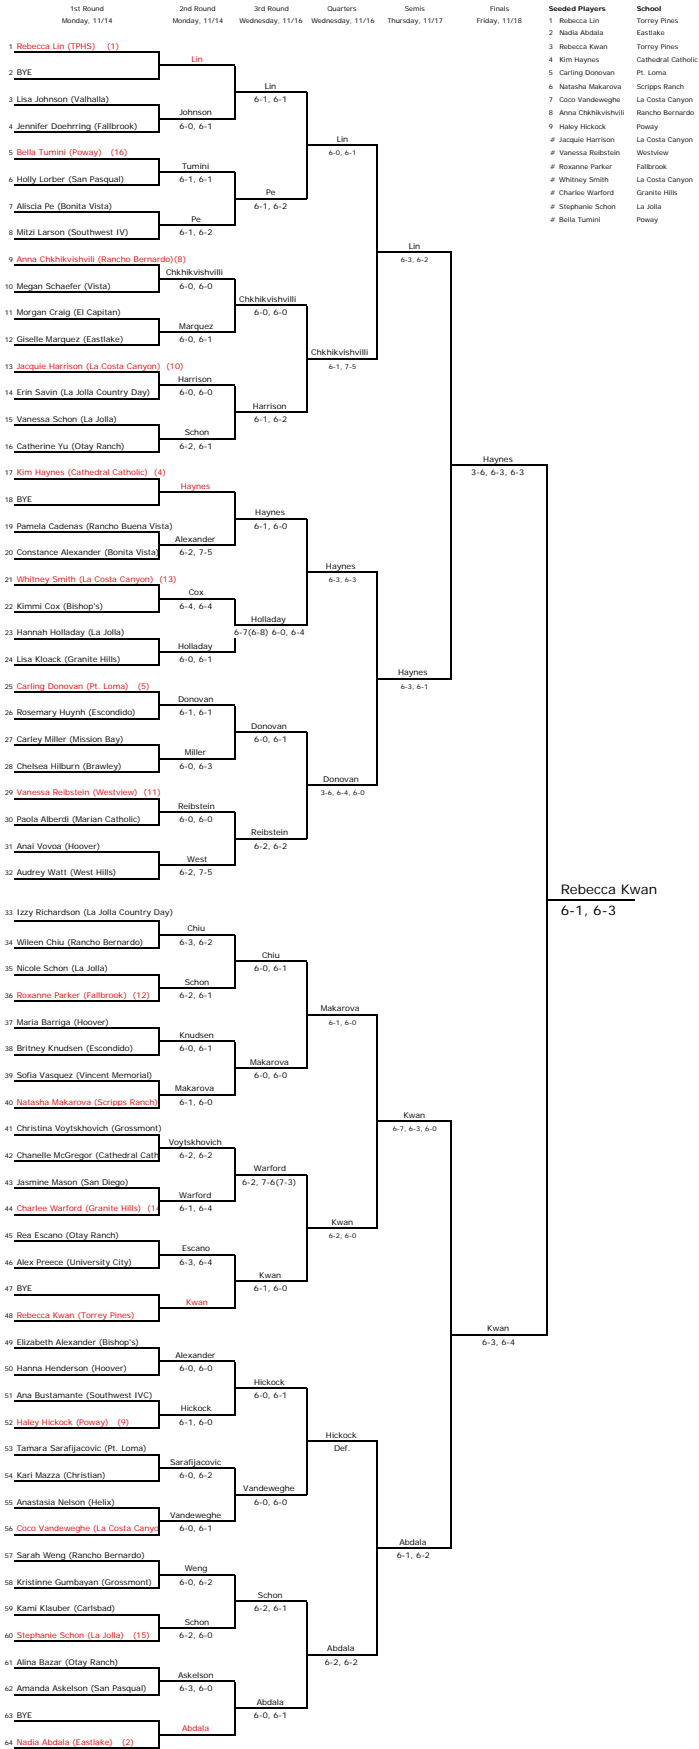 1st Round 2nd Round 3rd Round Quarters Semis Finals Seeded Players School
Monday, 11/14 Monday, 11/14 Wednesday, 11/16 Wednesday, 11/16 Thursday, 11/17 Friday, 11/18 1 Rebecca Lin Torrey Pines
2 Nadia Abdala Eastlake
3 Rebecca Kwan Torrey Pines
4 Kim Haynes Cathedral Catholic
5 Carling Donovan Pt. Loma
6 Natasha Makarova Scripps Ranch
7 Coco Vandeweghe La Costa Canyon
8 Anna Chkhikvishvili Rancho Bernardo
9 Haley Hickock Poway
# Jacquie Harrison La Costa Canyon
# Vanessa Reibstein Westview
# Roxanne Parker Fallbrook
# Whitney Smith La Costa Canyon
# Charlee Warford Granite Hills
# Stephanie Schon La Jolla
# Bella Tumini Poway
1 Rebecca Lin (TPHS) (1)
Lin
2 BYE
Lin
6-1, 6-1
3 Lisa Johnson (Valhalla)
Johnson
4 Jennifer Doehrring (Fallbrook)
6-0, 6-1
Lin
6-0, 6-1
5 Bella Tumini (Poway) (16)
Tumini
6 Holly Lorber (San Pasqual)
6-1, 6-1
Pe
6-1, 6-2
7 Aliscia Pe (Bonita Vista)
Pe
8 Mitzi Larson (Southwest IV)
6-1, 6-2
Lin
6-3, 6-2
9 Anna Chkhikvishvili (Rancho Bernardo)(8)
Chkhikvishvilli
10 Megan Schaefer (Vista)
6-0, 6-0
Chkhikvishvilli
6-0, 6-0
11 Morgan Craig (El Capitan)
Marquez
12 Giselle Marquez (Eastlake)
6-0, 6-1
Chkhikvishvilli
6-1, 7-5
13 Jacquie Harrison (La Costa Canyon) (10)
Harrison
14 Erin Savin (La Jolla Country Day)
6-0, 6-0
Harrison
6-1, 6-2
15 Vanessa Schon (La Jolla)
Schon
16 Catherine Yu (Otay Ranch)
6-2, 6-1
Haynes
3-6, 6-3, 6-3
17 Kim Haynes (Cathedral Catholic) (4)
Haynes
18 BYE
Haynes
6-1, 6-0
19 Pamela Cadenas (Rancho Buena Vista)
Alexander
20 Constance Alexander (Bonita Vista)
6-2, 7-5
Haynes
6-3, 6-3
21 Whitney Smith (La Costa Canyon) (13)
Cox
22 Kimmi Cox (Bishop's)
6-4, 6-4
Holladay
6-7(6-8) 6-0, 6-4
23 Hannah Holladay (La Jolla)
Holladay
24 Lisa Kloack (Granite Hills)
6-0, 6-1
Haynes
6-3, 6-1
25 Carling Donovan (Pt. Loma) (5)
Donovan
26 Rosemary Huynh (Escondido)
6-1, 6-1
Donovan
6-0, 6-1
27 Carley Miller (Mission Bay)
Miller
28 Chelsea Hilburn (Brawley)
6-0, 6-3
Donovan
3-6, 6-4, 6-0
29 Vanessa Reibstein (Westview) (11)
Reibstein
30 Paola Alberdi (Marian Catholic)
6-0, 6-0
Reibstein
6-2, 6-2
31 Anai Vovoa (Hoover)
West
32 Audrey Watt (West Hills)
6-2, 7-5
Rebecca Kwan
6-1, 6-3
33 Izzy Richardson (La Jolla Country Day)
Chiu
34 Wileen Chiu (Rancho Bernardo)
6-3, 6-2
Chiu
6-0, 6-1
35 Nicole Schon (La Jolla)
Schon
36 Roxanne Parker (Fallbrook) (12)
6-2, 6-1
Makarova
6-1, 6-0
37 Maria Barriga (Hoover)
Knudsen
38 Britney Knudsen (Escondido)
6-0, 6-1
Makarova
6-0, 6-0
39 Sofia Vasquez (Vincent Memorial)
Makarova
40 Natasha Makarova (Scripps Ranch)
6-1, 6-0
Kwan
6-7, 6-3, 6-0
41 Christina Voytskhovich (Grossmont)
Voytskhovich
42 Chanelle McGregor (Cathedral Cath
6-2, 6-2
Warford
6-2, 7-6(7-3)
43 Jasmine Mason (San Diego)
Warford
44 Charlee Warford (Granite Hills) (14
6-1, 6-4
Kwan
6-2, 6-0
45 Rea Escano (Otay Ranch)
Escano
46 Alex Preece (University City)
6-3, 6-4
Kwan
6-1, 6-0
47 BYE
Kwan
48 Rebecca Kwan (Torrey Pines)
Kwan
6-3, 6-4
49 Elizabeth Alexander (Bishop's)
Alexander
50 Hanna Henderson (Hoover)
6-0, 6-0
Hickock
6-0, 6-1
51 Ana Bustamante (Southwest IVC)
Hickock
52 Haley Hickock (Poway) (9)
6-1, 6-0
Hickock
Def.
53 Tamara Sarafijacovic (Pt. Loma)
Sarafijacovic
54 Kari Mazza (Christian)
6-0, 6-2
Vandeweghe
6-0, 6-0
55 Anastasia Nelson (Helix)
Vandeweghe
56 Coco Vandeweghe (La Costa Canyo
6-0, 6-1
Abdala
6-1, 6-2
57 Sarah Weng (Rancho Bernardo)
Weng
58 Kristinne Gumbayan (Grossmont)
6-0, 6-2
Schon
6-2, 6-1
59 Kami Klauber (Carlsbad)
Schon
60 Stephanie Schon (La Jolla) (15)
6-2, 6-0
Abdala
6-2, 6-2
61 Alina Bazar (Otay Ranch)
Askelson
62 Amanda Askelson (San Pasqual)
6-3, 6-0
Abdala
6-0, 6-1
63 BYE
Abdala
64 Nadia Abdala (Eastlake) (2)